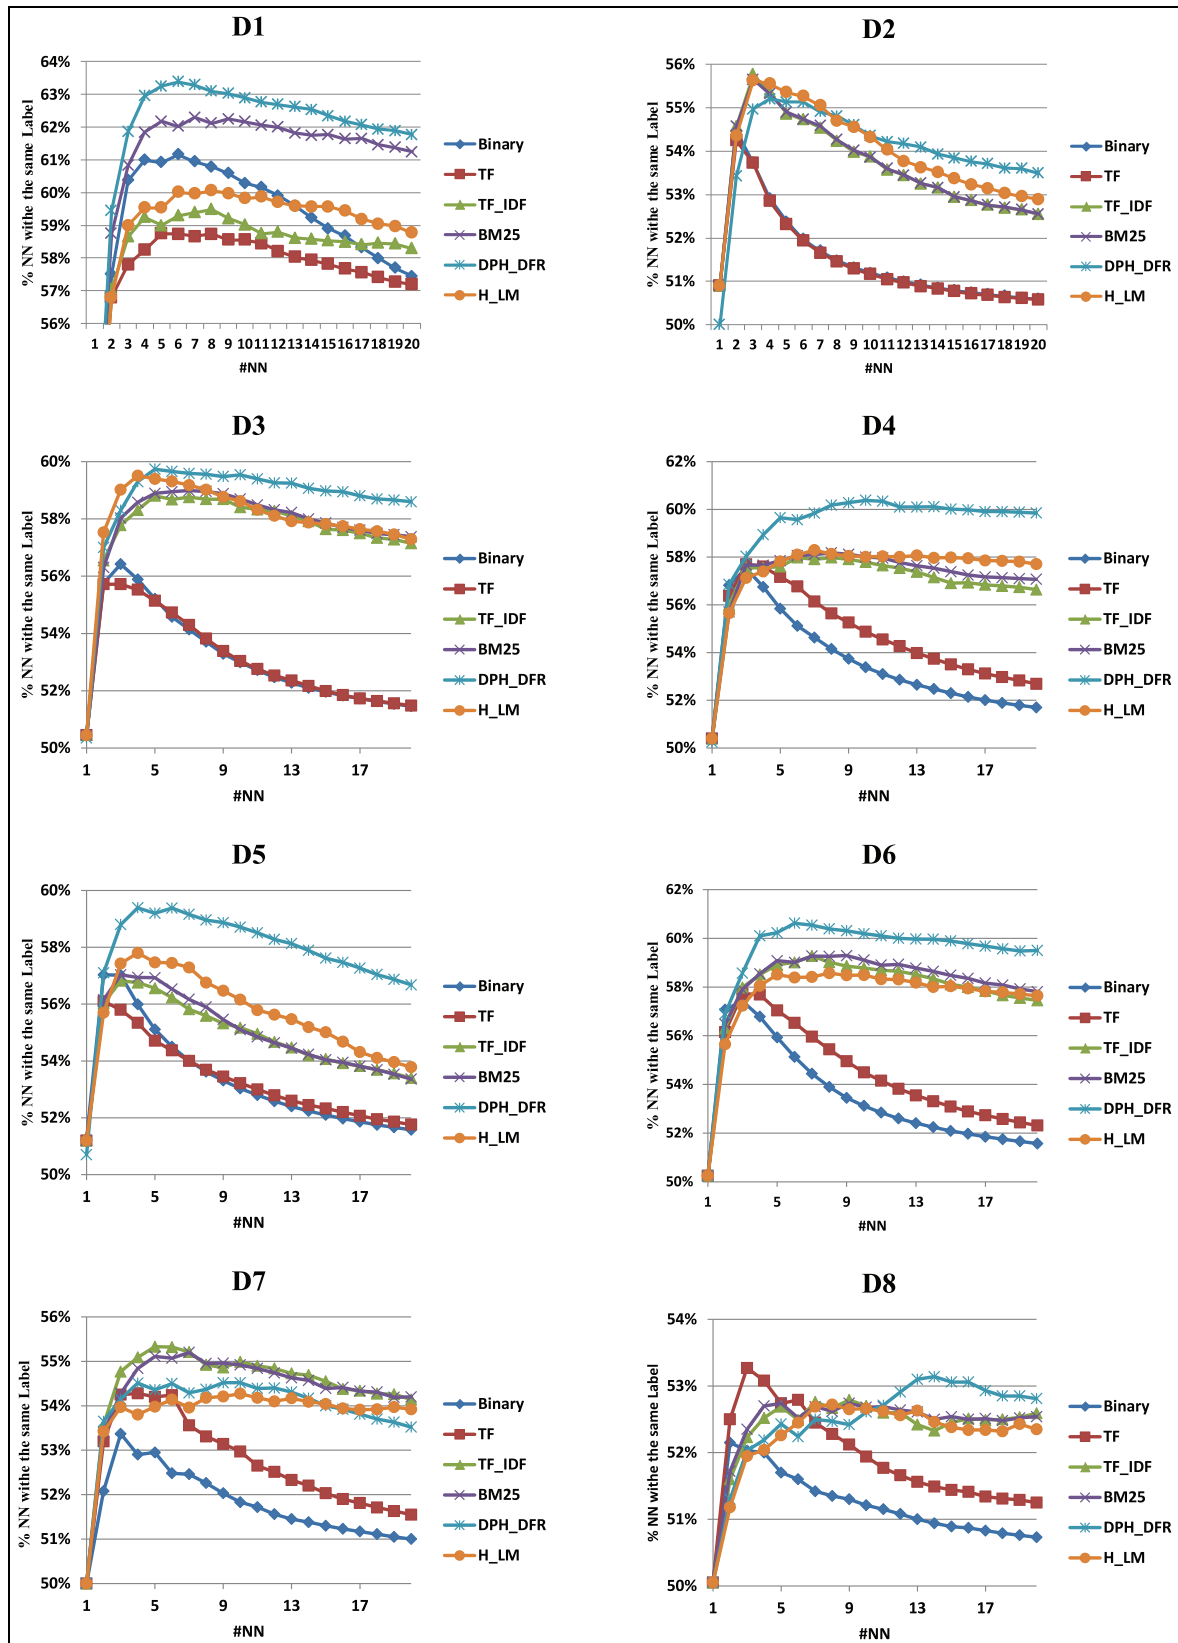 D1
% NN withe the same Label
64%
63%
62%
61%
60%
59%
58%
57%
56%
1 2 3 4 5 6 7 8 9 10 11 12 13 14 15 16 17 18 19 20
#NN
Binary
TF
TF_IDF
BM25
DPH_DFR
H_LM
D2
% NN withe the same Label
56%
55%
54%
53%
52%
51%
50%
1 2 3 4 5 6 7 8 9 10 11 12 13 14 15 16 17 18 19 20
#NN
Binary
TF
TF_IDF
BM25
DPH_DFR
H_LM
D3
% NN withe the same Label
60%
58%
56%
54%
52%
50%
1 5 9 13 17
#NN
Binary
TF
TF_IDF
BM25
DPH_DFR
H_LM
D4
% NN withe the same Label
62%
60%
58%
56%
54%
52%
50%
1 5 9 13 17
#NN
Binary
TF
TF_IDF
BM25
DPH_DFR
H_LM
D5
% NN withe the same Label
60%
58%
56%
54%
52%
50%
1 5 9 13 17
#NN
Binary
TF
TF_IDF
BM25
DPH_DFR
H_LM
D6
% NN withe the same Label
62%
60%
58%
56%
54%
52%
50%
1 5 9 13 17
#NN
Binary
TF
TF_IDF
BM25
DPH_DFR
H_LM
D7
% NN withe the same Label
56%
55%
54%
53%
52%
51%
50%
1 5 9 13 17
#NN
Binary
TF
TF_IDF
BM25
DPH_DFR
H_LM
D8
% NN withe the same Label
54%
53%
52%
51%
50%
1 5 9 13 17
#NN
Binary
TF
TF_IDF
BM25
DPH_DFR
H_LM